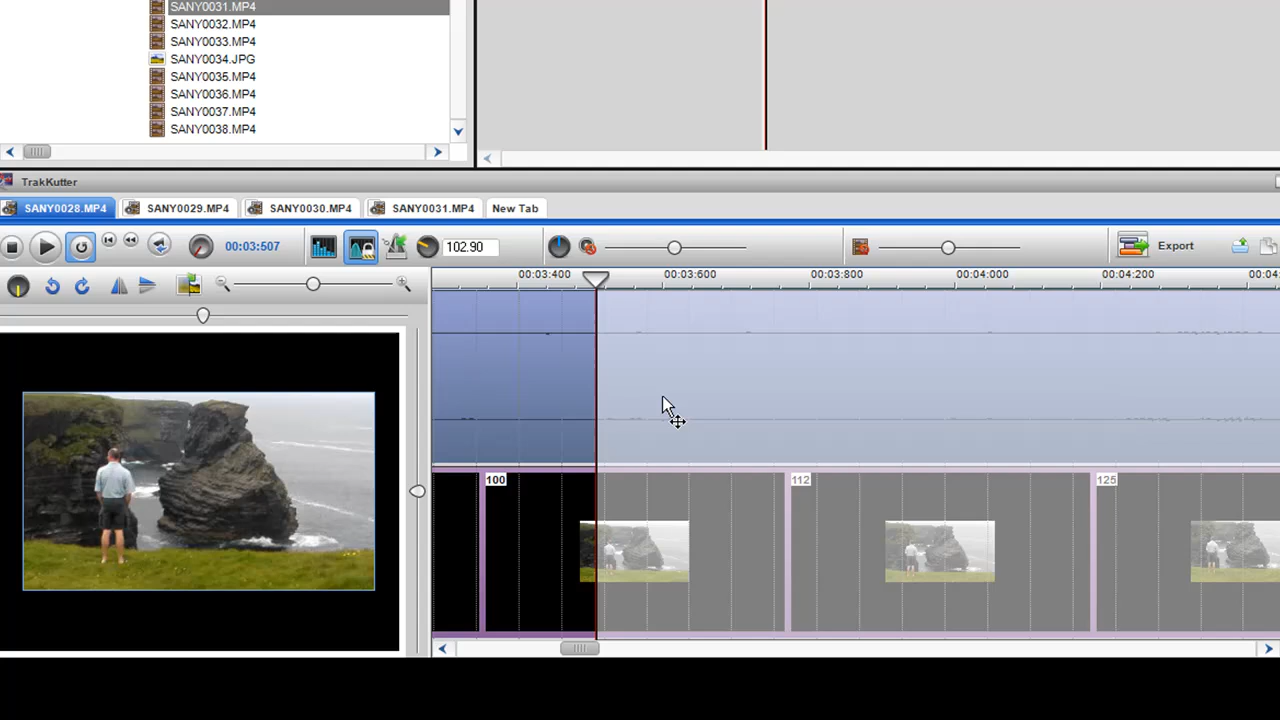 SANY0031.MP4
SANY0032.MP4
SANY0033.MP4
SANY0034.JPG
SANY0035.MP4
SANY0036.MP4
SANY0037.MP4
SANY0038.MP4
TrakKutter
SANY0028.MP4 SANY0029.MP4 SANY0030.MP4 SANY0031.MP4 New Tab
00:03:507 102.90 Export
00:03:400 00:03:600 00:03:800 00:04:000 00:04:200
100 112 125